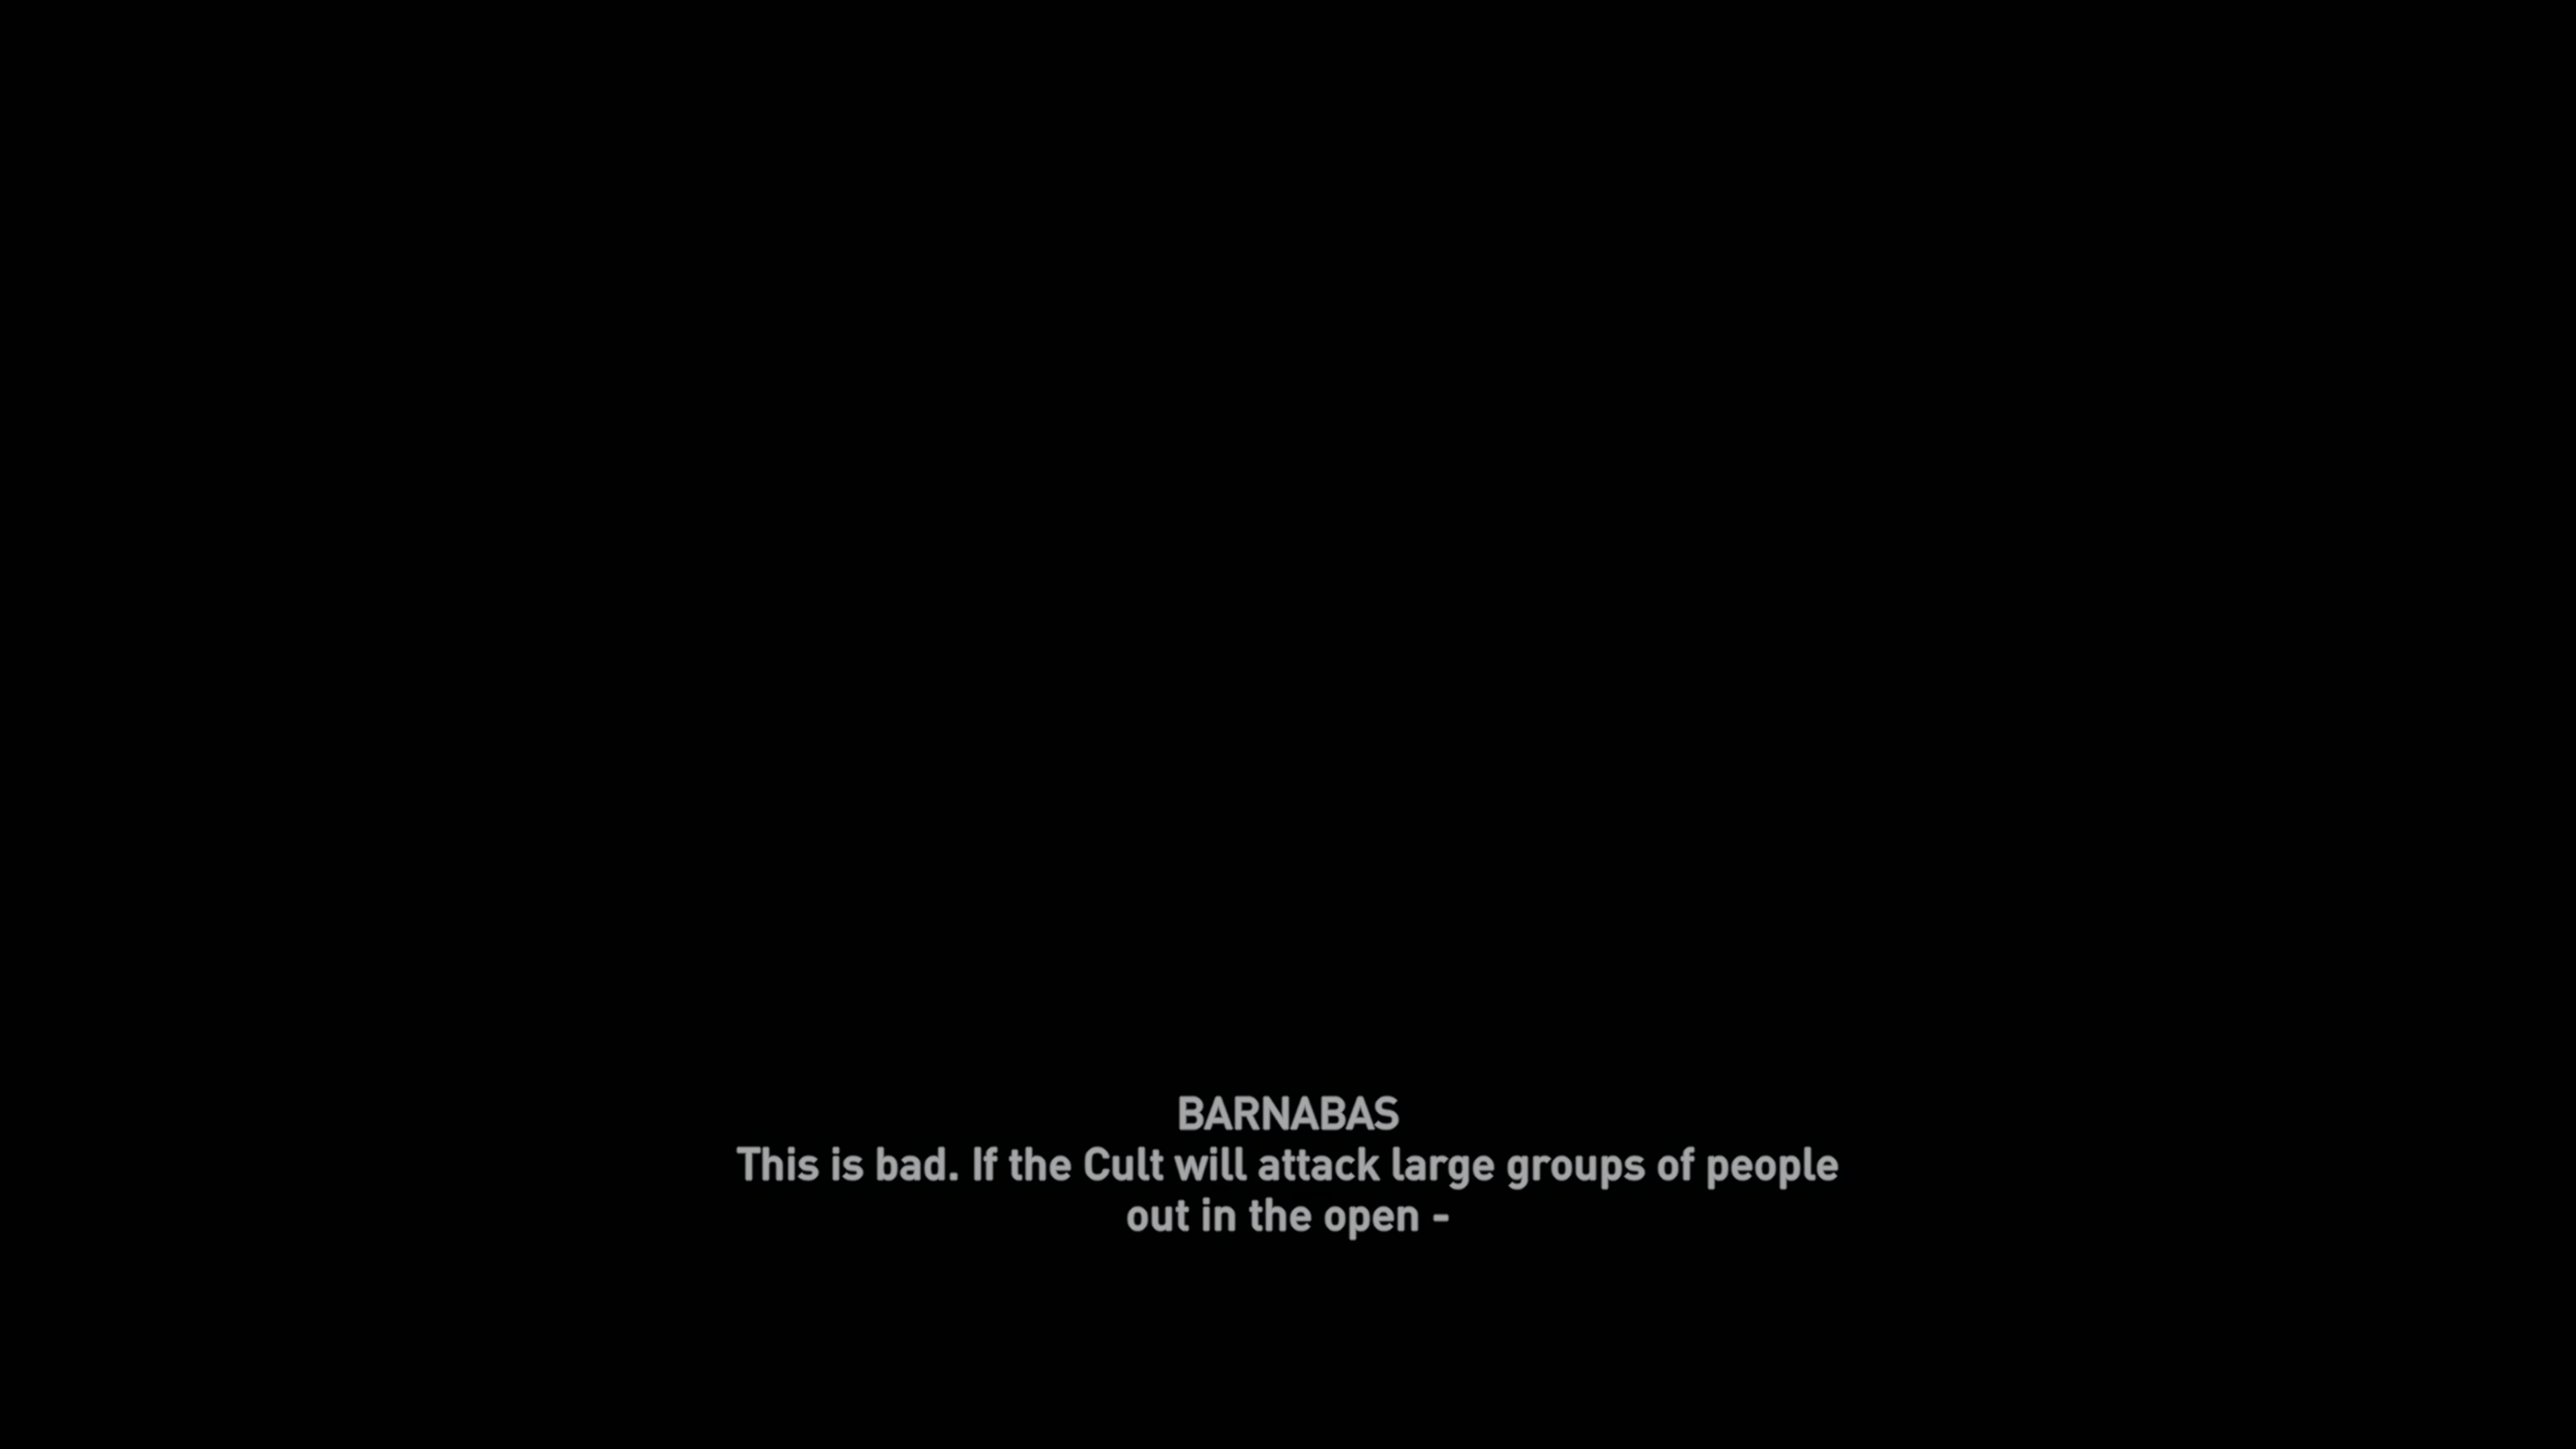 BARNABAS
This is bad. If the Cult will attack large groups of people
out in the open -